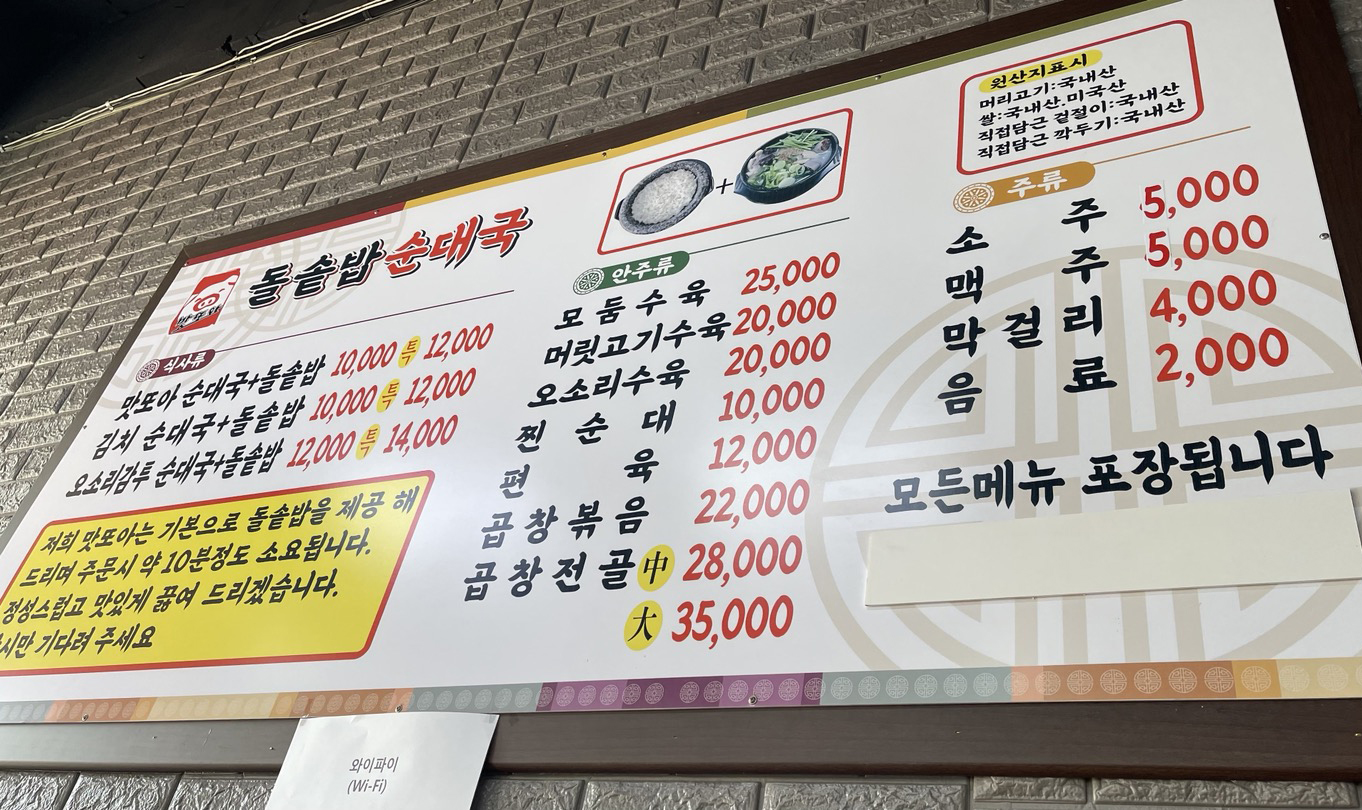 맛또와
돌솥밥 순대국
식사류
맛또아 순대국+돌솥밥 10,000 특 12,000
김치 순대국+돌솥밥 10,000 특 12,000
오소리감투 순대국+돌솥밥 12,000 특 14,000
저희 맛또아는 기본으로 돌솥밥을 제공 해
드리며 주문시 약 10분정도 소요됩니다.
정성스럽고 맛있게 끓여 드리겠습니다.
기다려 주세요
+
안주류
모둠수육 25,000
머릿고기수육 20,000
오소리수육 20,000
찐순대 10,000
편육 12,000
곱창볶음 22,000
곱창전골 中 28,000
大 35,000
원산지표시
머리고기:국내산
쌀:국내산.미국산
직접담근 겉절이:국내산
직접담근 깍두기:국내산
주류
소주 5,000
맥주 5,000
막걸리 4,000
음료 2,000
모든메뉴 포장됩니다
와이파이
(Wi-Fi)